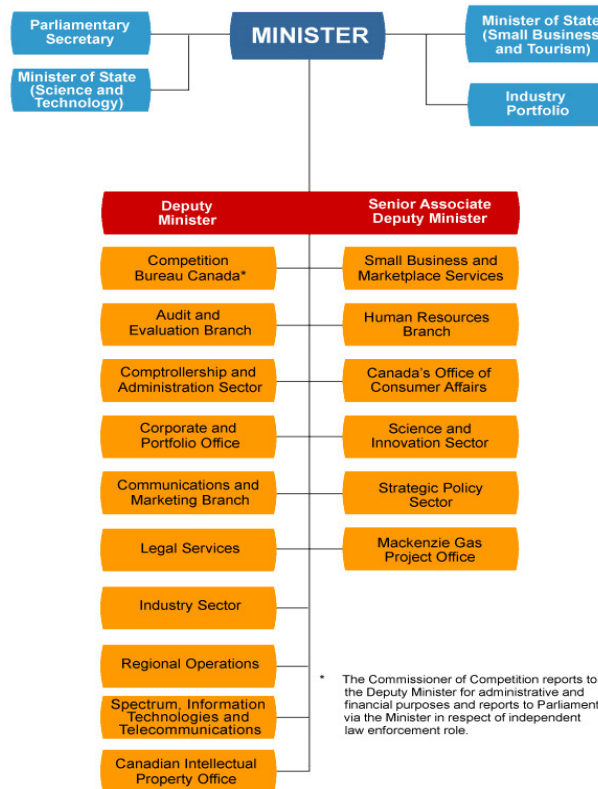 Parliamentary
Secretary
MINISTER
Minister of State
(Small Business
and Tourism)
Minister of State
(Science and
Technology)
Industry
Portfolio
Deputy
Minister
Senior Associate
Deputy Minister
Competition
Bureau Canada*
Small Business and
Marketplace Services
Audit and
Evaluation Branch
Human Resources
Branch
Comptrollership and
Administration Sector
Canada's Office of
Consumer Affairs
Corporate and
Portfolio Office
Science and
Innovation Sector
Communications and
Marketing Branch
Strategic Policy
Sector
Legal Services
Mackenzie Gas
Project Office
Industry Sector
Regional Operations
Spectrum, Information
Technologies and
Telecommunications
Canadian Intellectual
Property Office
* The Commissioner of Competition reports to
the Deputy Minister for administrative and
financial purposes and reports to Parliament
via the Minister in respect of independent
law enforcement role.